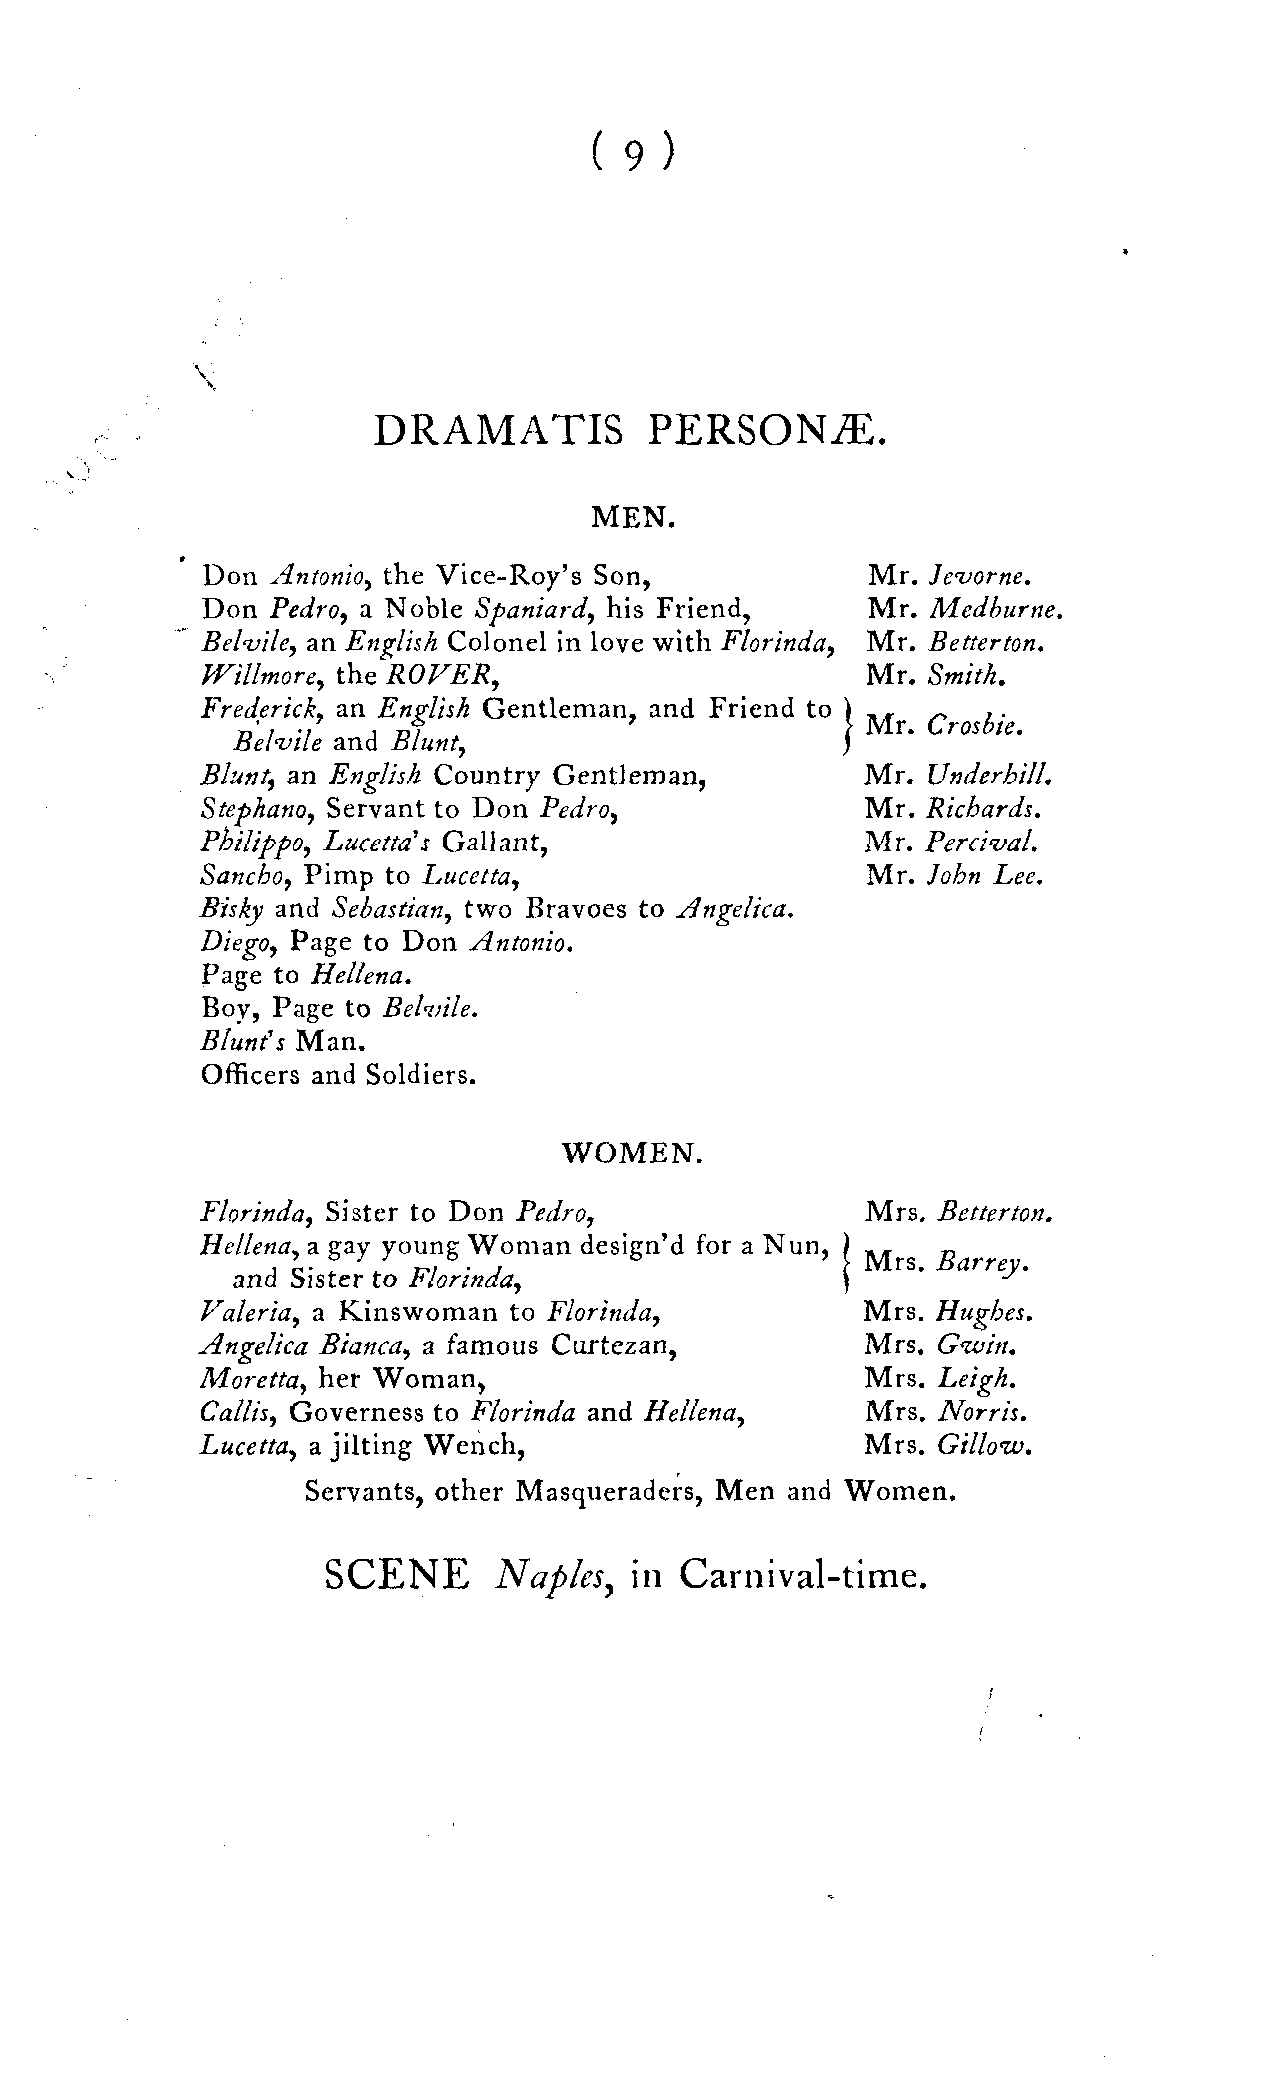 ( 9 )
DRAMATIS PERSONÆ.
MEN.
Don Antonio, the Vice-Roy's Son, Mr. Jevorne.
Don Pedro, a Noble Spaniard, his Friend, Mr. Medburne.
Belvile, an English Colonel in love with Florinda, Mr. Betterton.
Willmore, the ROVER, Mr. Smith.
Frederick, an English Gentleman, and Friend to } Mr. Crosbie.
Belvile and Blunt,
Blunt, an English Country Gentleman, Mr. Underhill.
Stephano, Servant to Don Pedro, Mr. Richards.
Philippo, Lucetta's Gallant, Mr. Percival.
Sancho, Pimp to Lucetta, Mr. John Lee.
Bisky and Sebastian, two Bravoes to Angelica.
Diego, Page to Don Antonio.
Page to Hellena.
Boy, Page to Belvile.
Blunt's Man.
Officers and Soldiers.
WOMEN.
Florinda, Sister to Don Pedro, Mrs. Betterton.
Hellena, a gay young Woman design'd for a Nun, } Mrs. Barrey.
and Sister to Florinda,
Valeria, a Kinswoman to Florinda, Mrs. Hughes.
Angelica Bianca, a famous Curtezan, Mrs. Gwin.
Moretta, her Woman, Mrs. Leigh.
Callis, Governess to Florinda and Hellena, Mrs. Norris.
Lucetta, a jilting Wench, Mrs. Gillow.
Servants, other Masqueraders, Men and Women.
SCENE Naples, in Carnival-time.